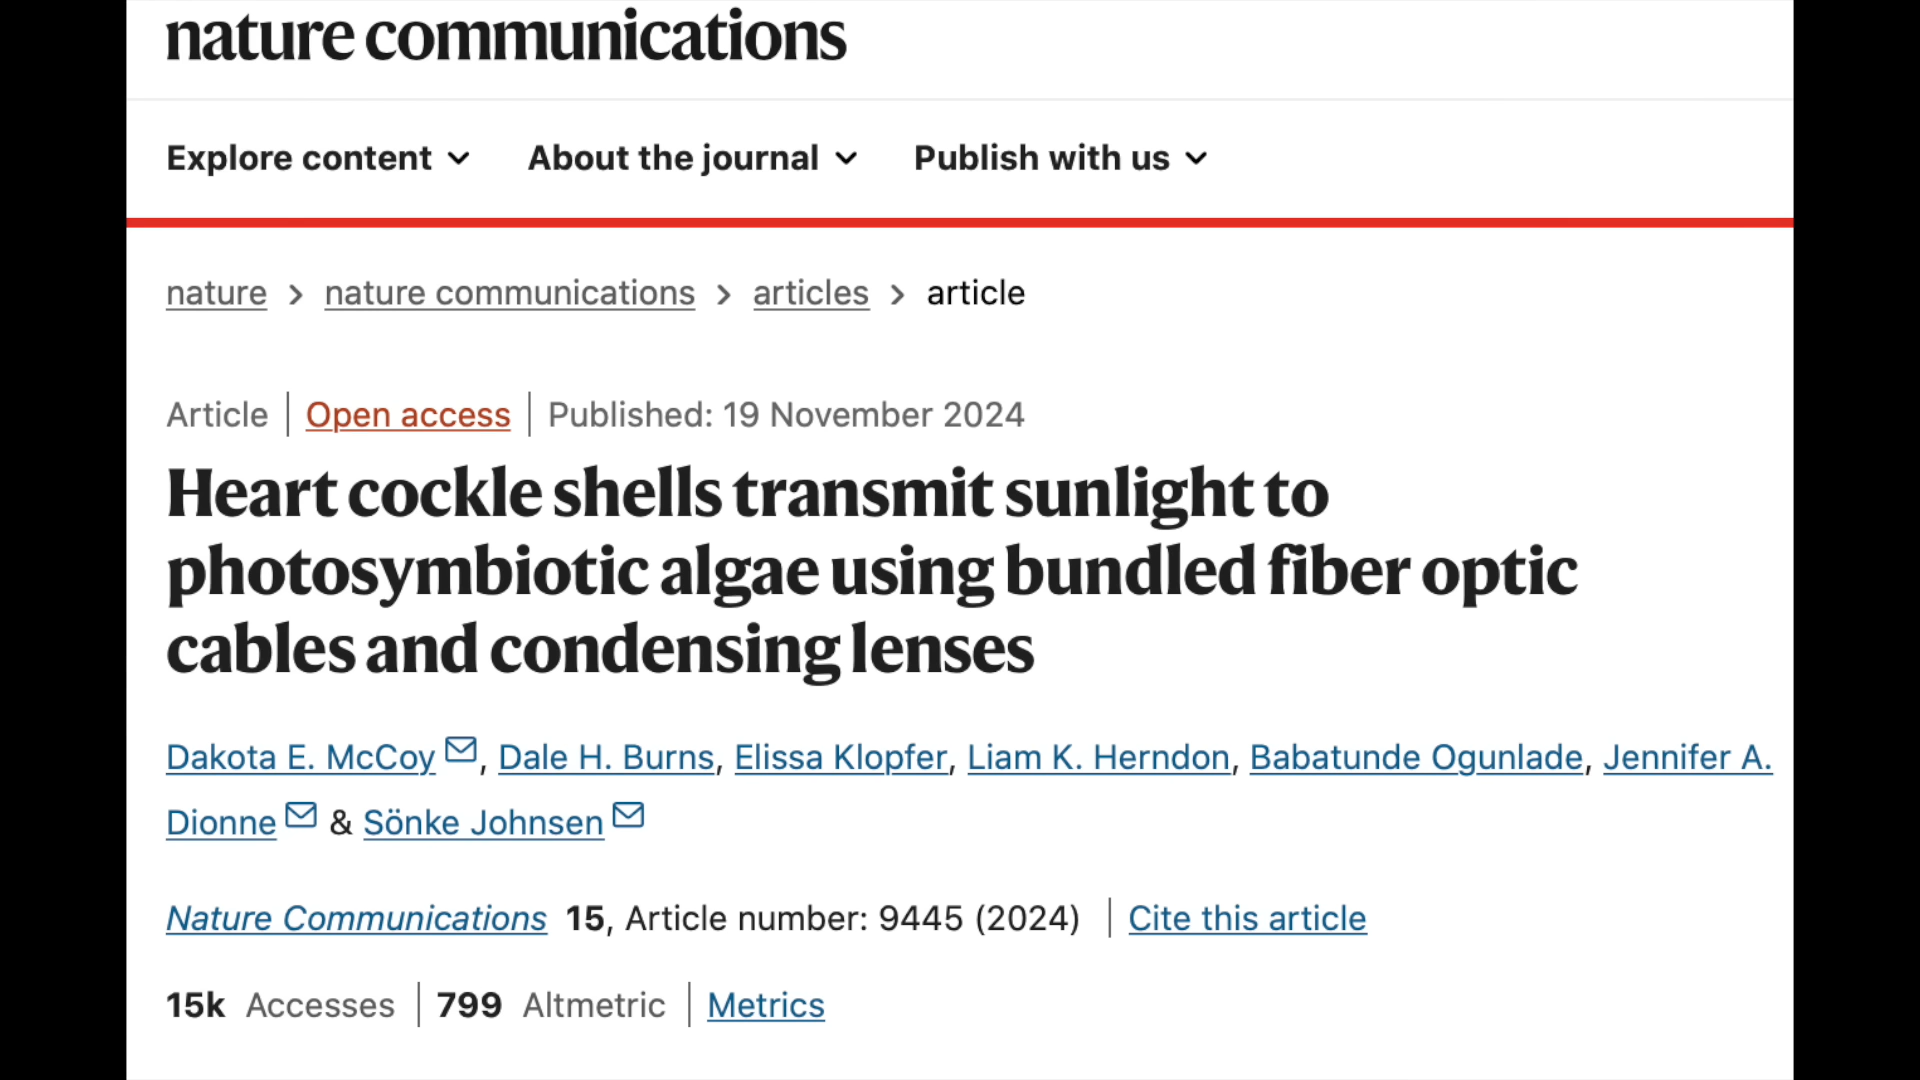 nature communications
Explore content About the journal Publish with us
nature > nature communications > articles > article
Article | Open access | Published: 19 November 2024
Heart cockle shells transmit sunlight to
photosymbiotic algae using bundled fiber optic
cables and condensing lenses
Dakota E. McCoy, Dale H. Burns, Elissa Klopfer, Liam K. Herndon, Babatunde Ogunlade, Jennifer A.
Dionne & Sönke Johnsen
Nature Communications 15, Article number: 9445 (2024) | Cite this article
15k Accesses | 799 Altmetric | Metrics